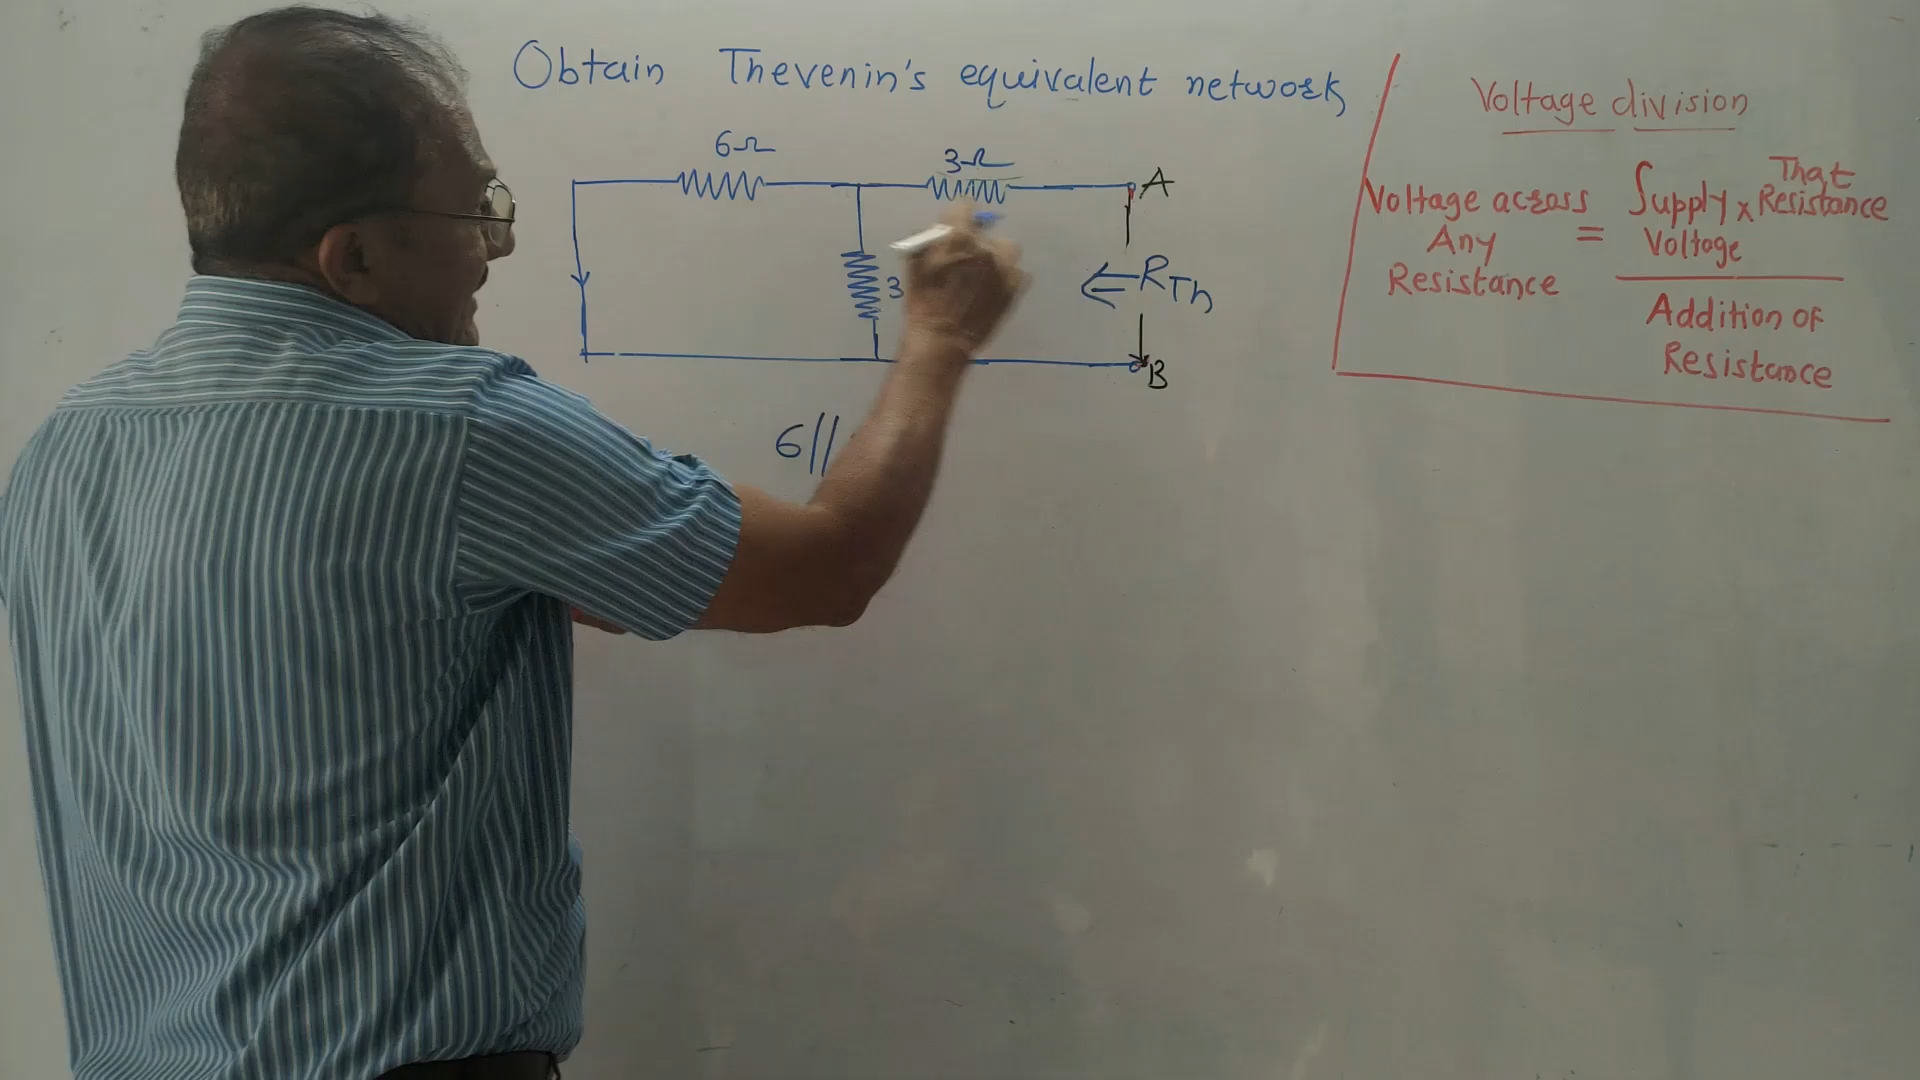 Obtain Thevenin's equivalent network
6Ω
3Ω
A
3
RTh
B
6//
Voltage division
Voltage across Any Resistance = Supply Voltage x That Resistance
Addition of Resistance